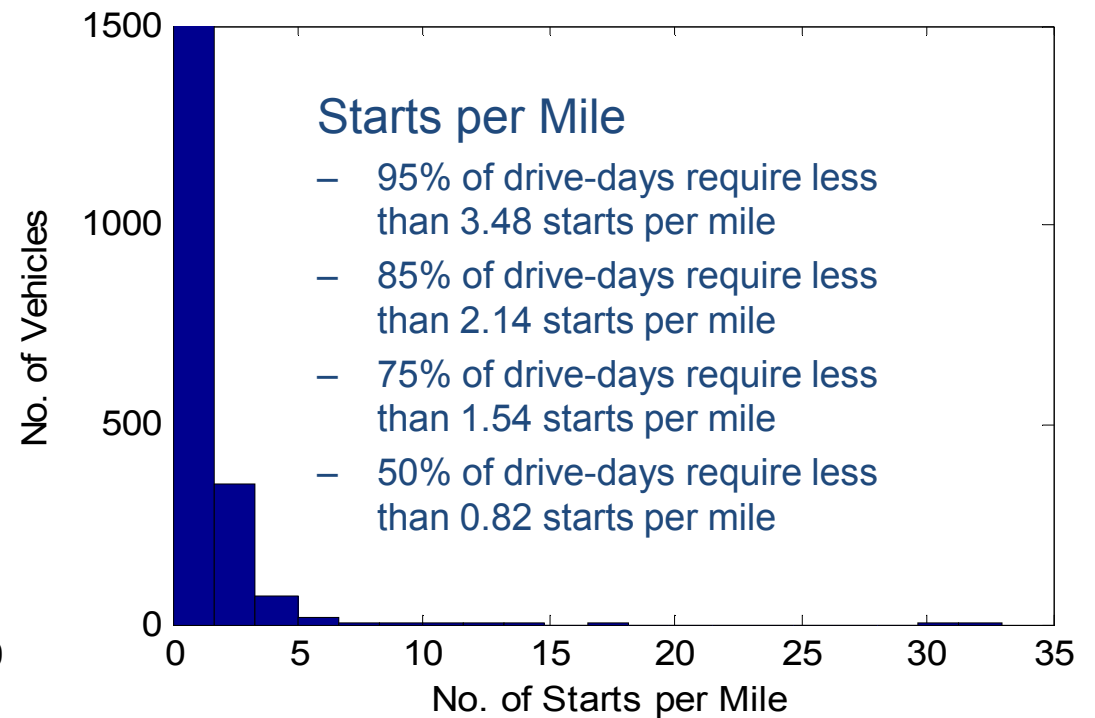 1500
Starts per Mile
– 95% of drive-days require less
than 3.48 starts per mile
1000
– 85% of drive-days require less
than 2.14 starts per mile
– 75% of drive-days require less
than 1.54 starts per mile
500
– 50% of drive-days require less
than 0.82 starts per mile
0
No. of Vehicles
0 5 10 15 20 25 30 35
No. of Starts per Mile